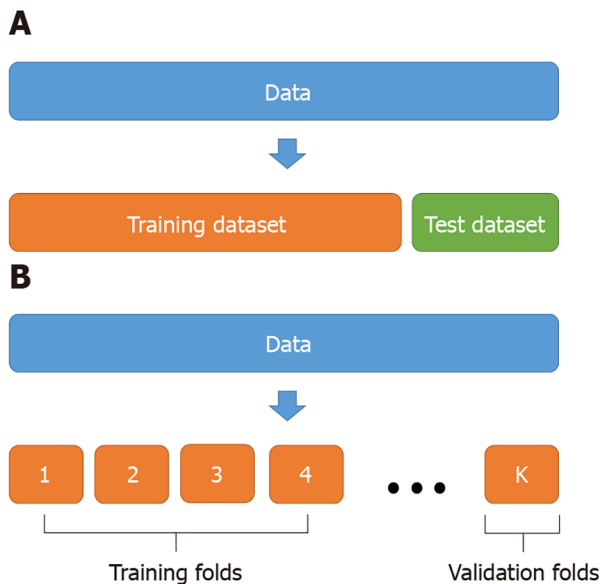 A
Data
Training dataset Test dataset
B
Data
1 2 3 4 ... K
Training folds Validation folds